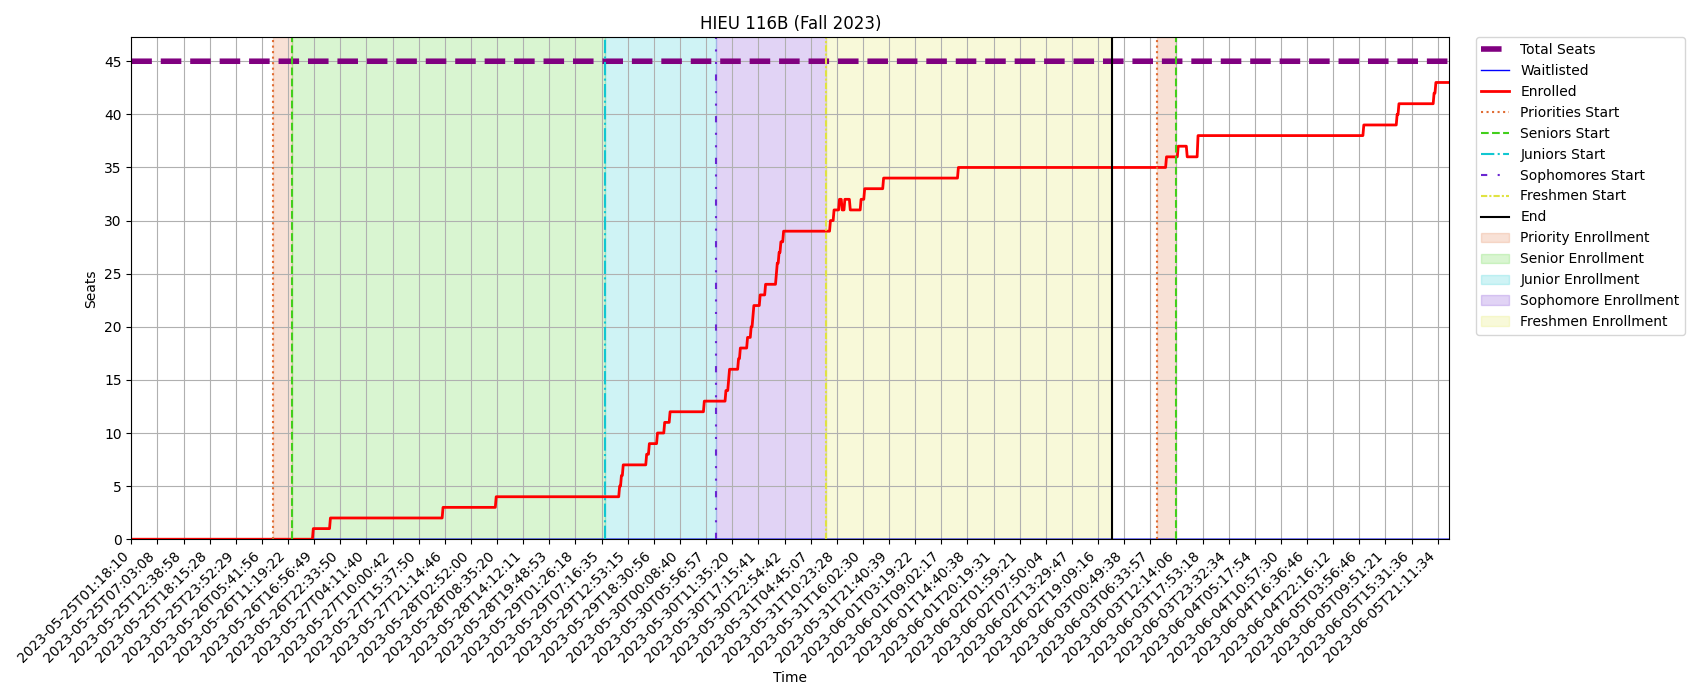 HIEU 116B (Fall 2023)
Seats
45
40
35
30
25
20
15
10
5
0
2023-05-25T01:18:10
2023-05-25T07:03:08
2023-05-25T12:38:58
2023-05-25T18:15:28
2023-05-25T23:52:29
2023-05-26T05:41:56
2023-05-26T11:19:22
2023-05-26T16:56:49
2023-05-26T22:33:50
2023-05-27T04:11:40
2023-05-27T10:00:42
2023-05-27T15:37:50
2023-05-27T21:14:46
2023-05-28T02:52:00
2023-05-28T08:35:20
2023-05-28T14:12:11
2023-05-28T19:48:53
2023-05-29T01:26:18
2023-05-29T07:16:35
2023-05-29T12:53:15
2023-05-29T18:30:56
2023-05-30T00:08:40
2023-05-30T05:56:57
2023-05-30T11:35:20
2023-05-30T17:15:41
2023-05-30T22:54:42
2023-05-31T04:45:07
2023-05-31T10:23:28
2023-05-31T16:02:30
2023-05-31T21:40:39
2023-06-01T03:19:22
2023-06-01T09:02:17
2023-06-01T14:40:38
2023-06-01T20:19:31
2023-06-02T01:59:21
2023-06-02T07:50:04
2023-06-02T13:29:47
2023-06-02T19:09:16
2023-06-03T00:49:38
2023-06-03T06:33:57
2023-06-03T12:14:06
2023-06-03T17:53:18
2023-06-03T23:32:34
2023-06-04T05:17:54
2023-06-04T10:57:30
2023-06-04T16:36:46
2023-06-04T22:16:12
2023-06-05T03:56:46
2023-06-05T09:51:21
2023-06-05T15:31:36
2023-06-05T21:11:34
Time
Total Seats
Waitlisted
Enrolled
Priorities Start
Seniors Start
Juniors Start
Sophomores Start
Freshmen Start
End
Priority Enrollment
Senior Enrollment
Junior Enrollment
Sophomore Enrollment
Freshmen Enrollment